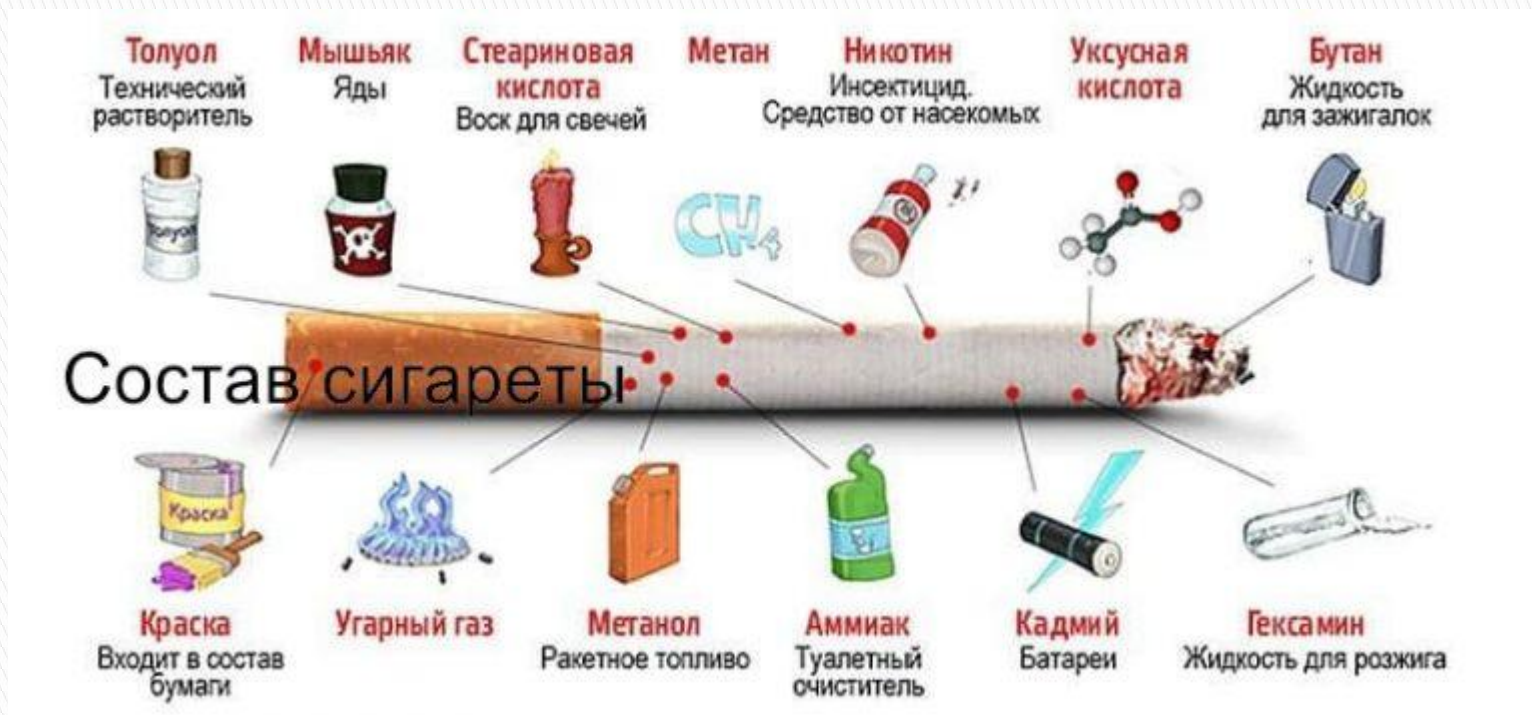 Толуол
Технический
растворитель
Мышьяк
Яды
Стеариновая
кислота
Воск для свечей
Метан
Никотин
Инсектицид.
Средство от насекомых
Уксусная
кислота
Бутан
Жидкость
для зажигалок
Толуол
CH4
Состав сигареты
Краска
Краска
Входит в состав
бумаги
Угарный газ
Метанол
Ракетное топливо
Аммиак
Туалетный
очиститель
Кадмий
Батареи
Гексамин
Жидкость для розжига